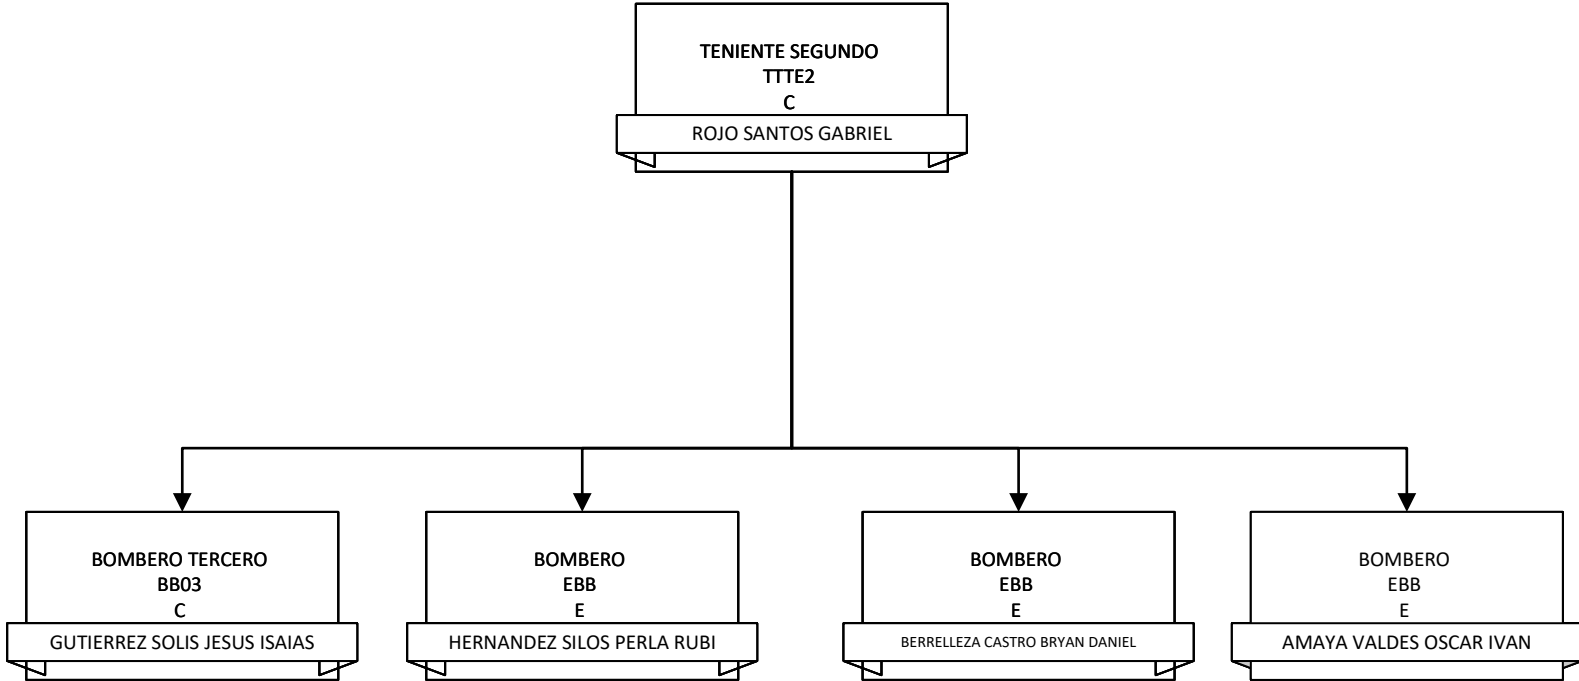 TENIENTE SEGUNDO
TTTE2
C
ROJO SANTOS GABRIEL
BOMBERO TERCERO
BB03
C
GUTIERREZ SOLIS JESUS ISAIAS
BOMBERO
EBB
E
HERNANDEZ SILOS PERLA RUBI
BOMBERO
EBB
E
BERRELLEZA CASTRO BRYAN DANIEL
BOMBERO
EBB
E
AMAYA VALDES OSCAR IVAN